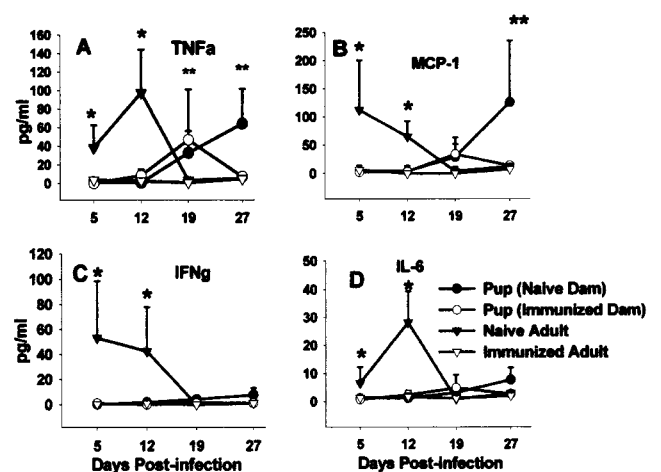 A
TNFa
pg/ml
160
140
120
100
80
60
40
20
0
*
*
**
**
5 12 19 27
B
MCP-1
250
200
150
100
50
0
*
*
**
5 12 19 27
C
IFNg
pg/ml
120
100
80
60
40
20
0
*
*
5 12 19 27
Days Post-infection
D
IL-6
50
40
30
20
10
0
*
*
5 12 19 27
Days Post-infection
Pup (Naive Dam)
Pup (Immunized Dam)
Naive Adult
Immunized Adult